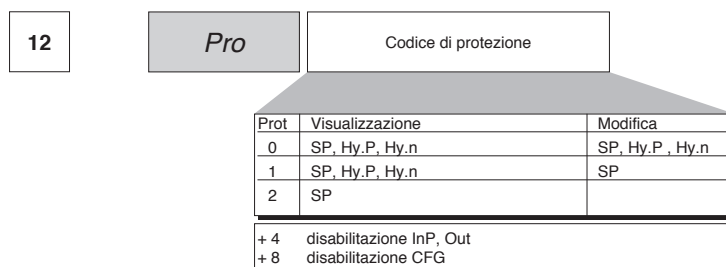 12 Pro Codice di protezione
Prot Visualizzazione Modifica
0 SP, Hy.P, Hy.n SP, Hy.P , Hy.n
1 SP, Hy.P, Hy.n SP
2 SP
+ 4 disabilitazione InP, Out
+ 8 disabilitazione CFG